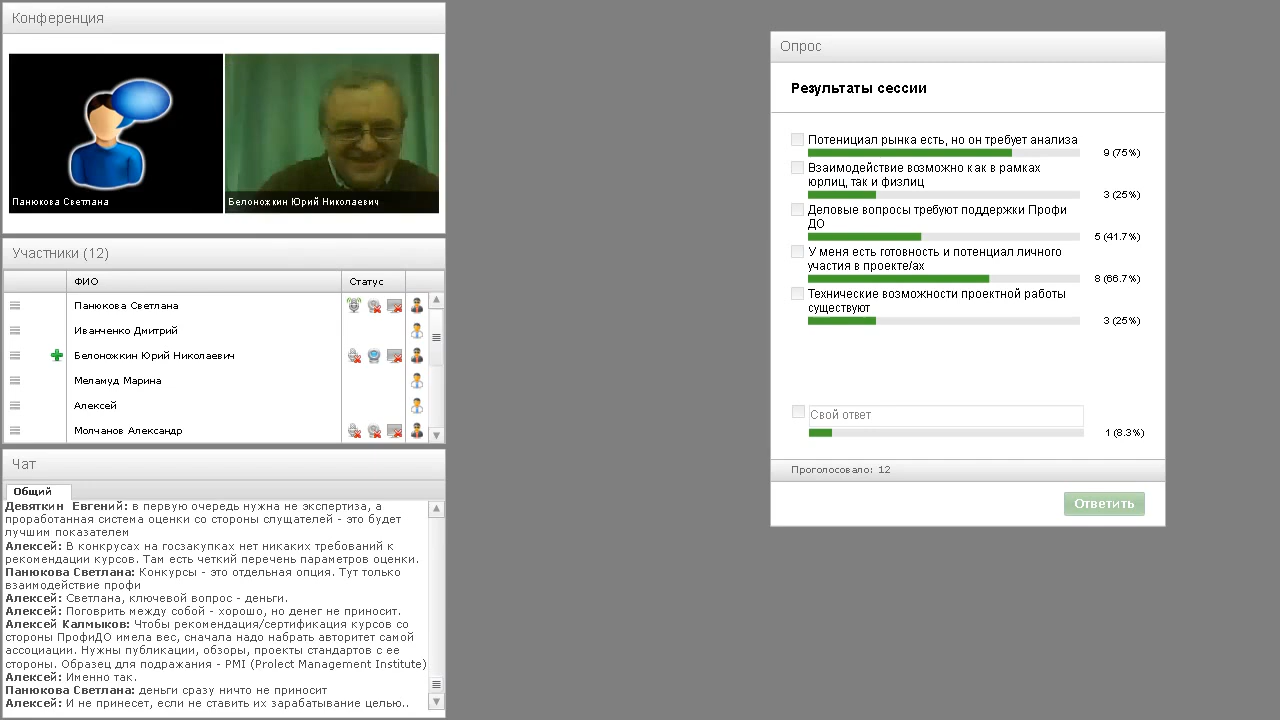 Конференция
Панюкова Светлана
Белоножкин Юрий Николаевич
Участники (12)
ФИО
Статус
Панюкова Светлана
Иванченко Дмитрий
Белоножкин Юрий Николаевич
Меламуд Марина
Алексей
Молчанов Александр
Чат
Общий
Девяткин Евгений: в первую очередь нужна не экспертиза, а
проработанная система оценки со стороны слушателей - это будет
лучшим показателем
Алексей: В конкрусах на госзакупках нет никаких требований к
рекомендации курсов. Там есть четкий перечень параметров оценки.
Панюкова Светлана: Конкурсы - это отдельная опция. Тут только
взаимодействие профи
Алексей: Светлана, ключевой вопрос - деньги.
Алексей: Поговрить между собой - хорошо, но денег не приносит.
Алексей Калмыков: Чтобы рекомендация/сертификация курсов со
стороны ПрофиДО имела вес, сначала надо набрать авторитет самой
ассоциации. Нужны публикации, обзоры, проекты стандартов с ее
стороны. Образец для подражания - PMI (Prolect Management Institute)
Алексей: Именно так.
Панюкова Светлана: деньги сразу ничто не приносит
Алексей: И не принесет, если не ставить их зарабатывание целью..
Опрос
Результаты сессии
Потенициал рынка есть, но он требует анализа
9 (75%)
Взаимодействие возможно как в рамках
юрлиц, так и физлиц
3 (25%)
Деловые вопросы требуют поддержки Профи
ДО
5 (41.7%)
У меня есть готовность и потенциал личного
участия в проекте/ах
8 (66.7%)
Технические возможности проектной работы
существуют
3 (25%)
Свой ответ
1 (8.3%
Проголосовало: 12
Ответить